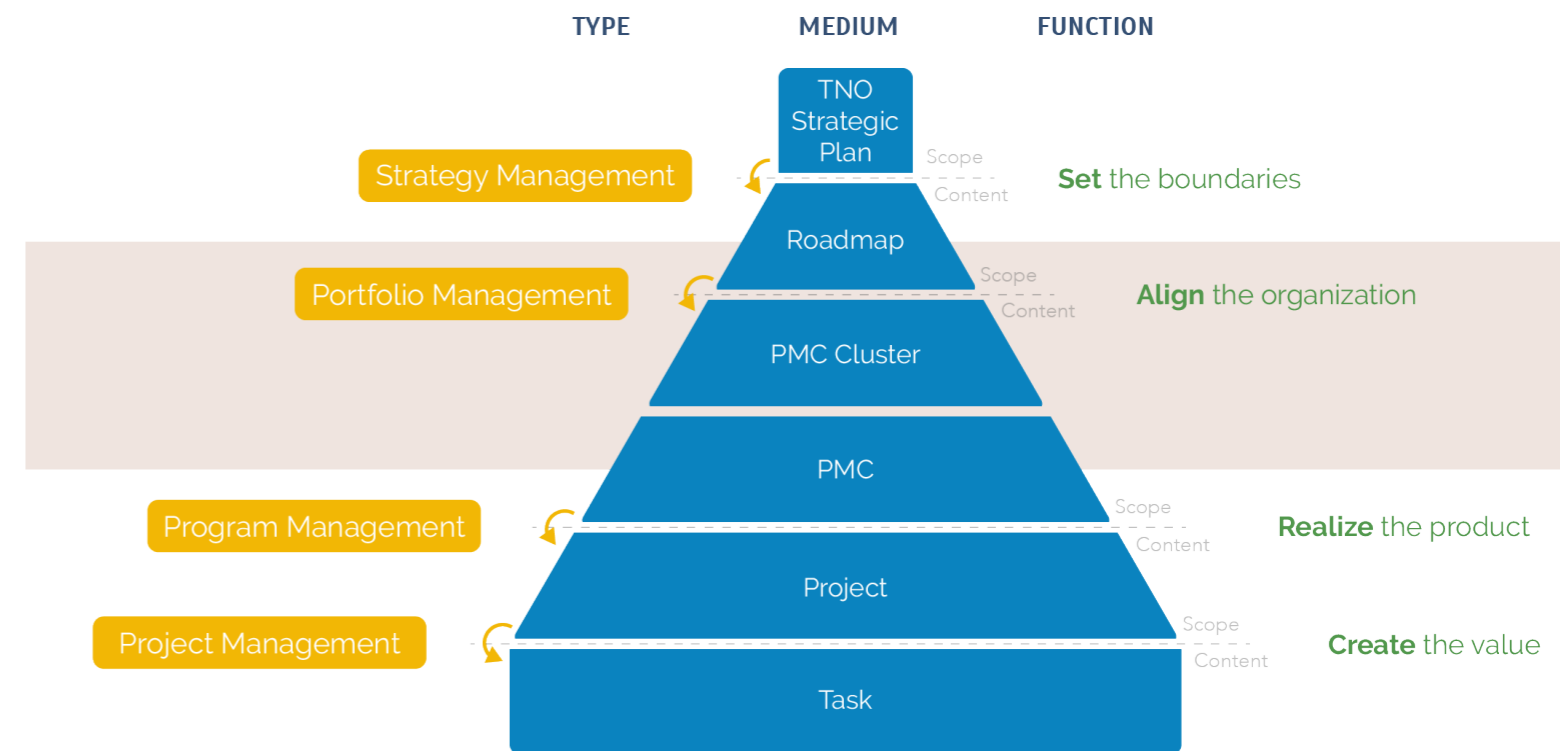 TYPE MEDIUM FUNCTION
TNO
Strategic
Plan
Scope
Strategy Management
Set the boundaries
Content
Roadmap
Scope
Portfolio Management
Align the organization
Content
PMC Cluster
PMC
Scope
Program Management
Realize the product
Content
Project
Scope
Project Management
Create the value
Content
Task